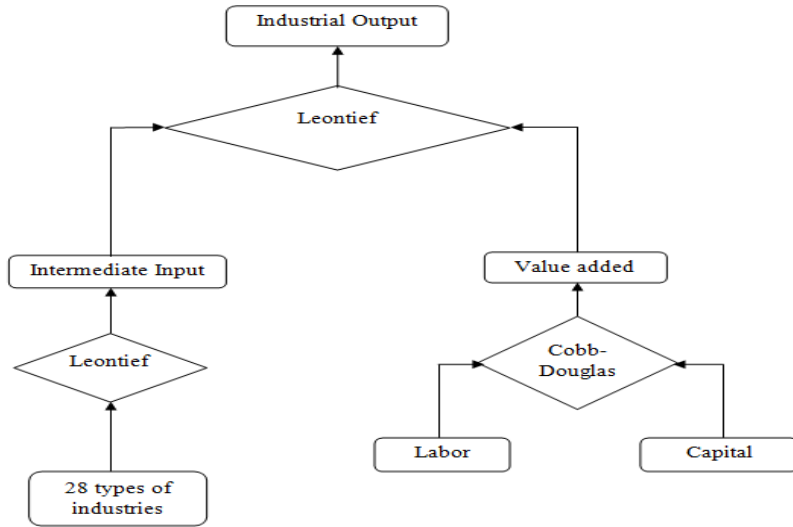 Industrial Output
Leontief
Intermediate Input
Value added
Leontief
Cobb-
Douglas
Labor
Capital
28 types of
industries